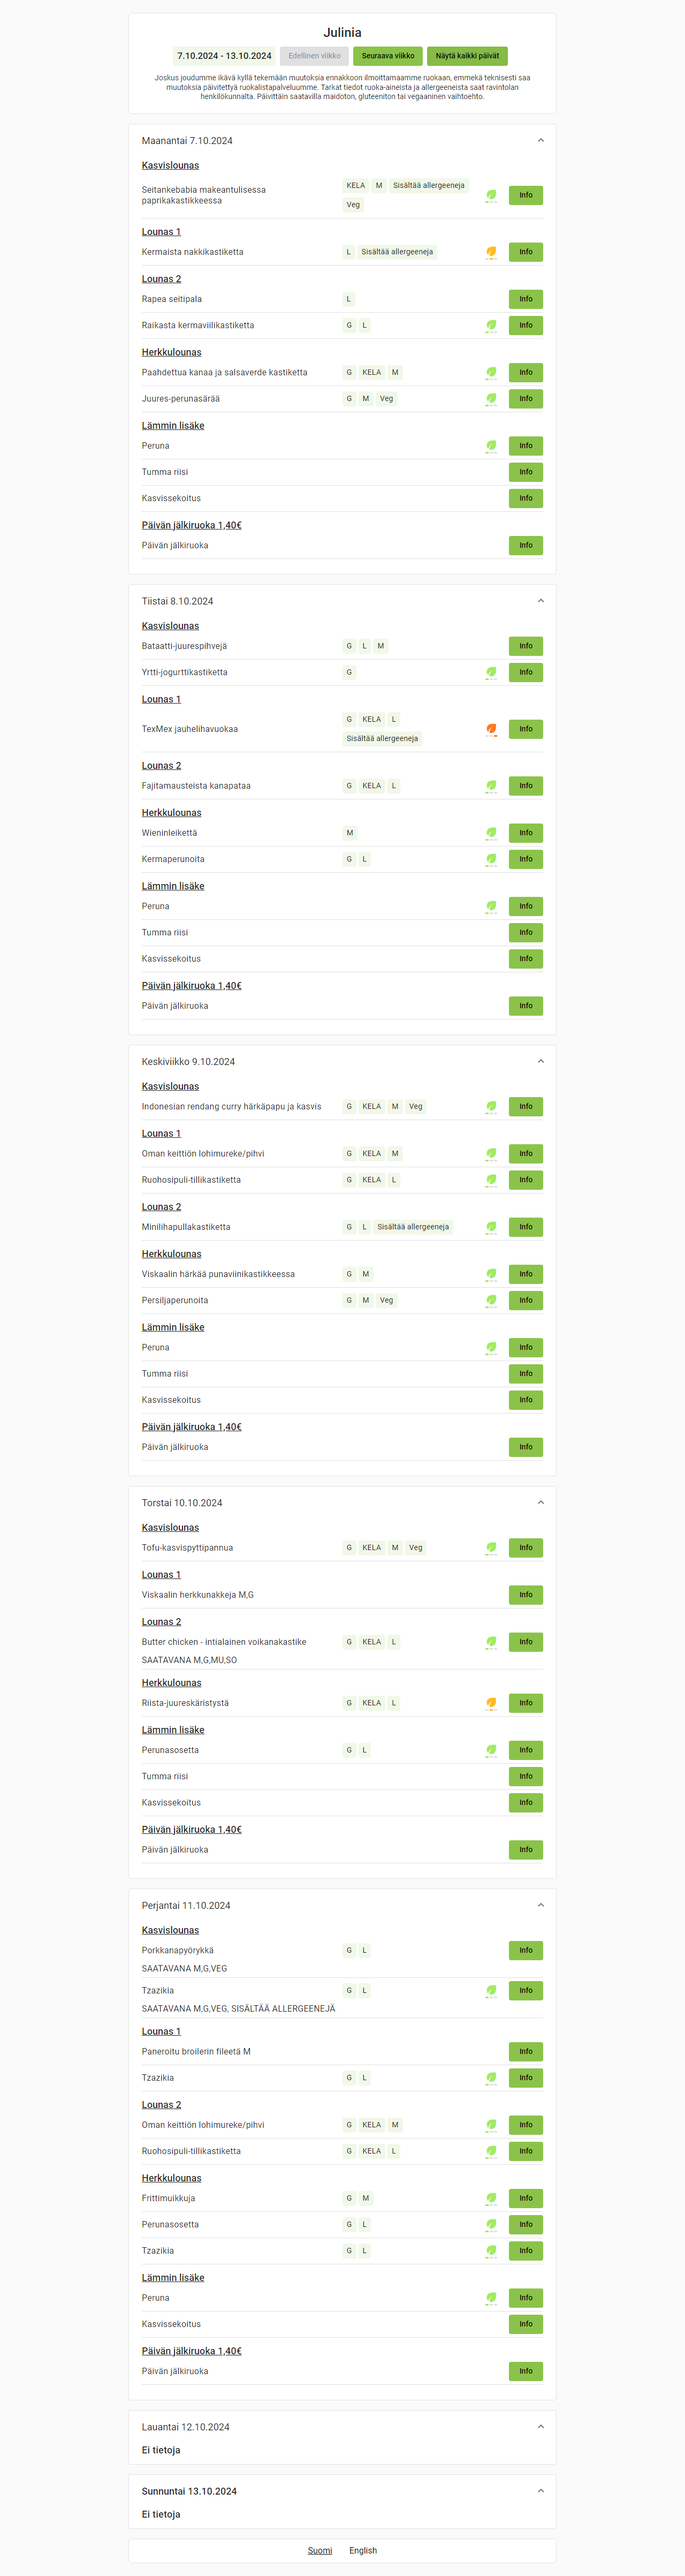 Julinia
7.10.2024 - 13.10.2024 Edellinen viikko Seuraava viikko Näytä kaikki päivät
Joskus joudumme ikävä kyllä tekemään muutoksia ennakkoon ilmoittamaamme ruokaan, emmekä teknisesti saa
muutoksia päivitettyä ruokalistapalveluumme. Tarkat tiedot ruoka-aineista ja allergeeneista saat ravintolan
henkilökunnalta. Päivittäin saatavilla maidoton, gluteeniton tai vegaaninen vaihtoehto.
Maanantai 7.10.2024
Kasvislounas
Seitankebabia makeantulisessa
paprikakastikkeessa
KELA M Sisältää allergeeneja
Veg
Info
Lounas 1
Kermaista nakkikastiketta L Sisältää allergeeneja Info
Lounas 2
Rapea seitipala L Info
Raikasta kermaviilikastiketta G L Info
Herkkulounas
Paahdettua kanaa ja salsaverde kastiketta G KELA M Info
Juures-perunasärää G M Veg Info
Lämmin lisäke
Peruna Info
Tumma riisi Info
Kasvissekoitus Info
Päivän jälkiruoka 1,40€
Päivän jälkiruoka Info
Tiistai 8.10.2024
Kasvislounas
Bataatti-juurespihvejä G L M Info
Yrtti-jogurttikastiketta G Info
Lounas 1
TexMex jauhelihavuokaa G KELA L
Sisältää allergeeneja
Info
Lounas 2
Fajitamausteista kanapataa G KELA L Info
Herkkulounas
Wieninleikettä M Info
Kermaperunoita G L Info
Lämmin lisäke
Peruna Info
Tumma riisi Info
Kasvissekoitus Info
Päivän jälkiruoka 1,40€
Päivän jälkiruoka Info
Keskiviikko 9.10.2024
Kasvislounas
Indonesian rendang curry härkäpapu ja kasvis G KELA M Veg Info
Lounas 1
Oman keittiön lohimureke/pihvi G KELA M Info
Ruohosipuli-tillikastiketta G KELA L Info
Lounas 2
Minilihapullakastiketta G L Sisältää allergeeneja Info
Herkkulounas
Viskaalin härkää punaviinikastikkeessa G M Info
Persiljaperunoita G M Veg Info
Lämmin lisäke
Peruna Info
Tumma riisi Info
Kasvissekoitus Info
Päivän jälkiruoka 1,40€
Päivän jälkiruoka Info
Torstai 10.10.2024
Kasvislounas
Tofu-kasvispyttipannua G KELA M Veg Info
Lounas 1
Viskaalin herkkunakkeja M,G Info
Lounas 2
Butter chicken - intialainen voikanakastike G KELA L Info
SAATAVANA M,G,MU,SO
Herkkulounas
Riista-juureskäristystä G KELA L Info
Lämmin lisäke
Perunasosetta G L Info
Tumma riisi Info
Kasvissekoitus Info
Päivän jälkiruoka 1,40€
Päivän jälkiruoka Info
Perjantai 11.10.2024
Kasvislounas
Porkkanapyörykkä G L Info
SAATAVANA M,G,VEG
Tzazikia G L Info
SAATAVANA M,G,VEG, SISÄLTÄÄ ALLERGEENEJÄ
Lounas 1
Paneroitu broilerin fileetä M Info
Tzazikia G L Info
Lounas 2
Oman keittiön lohimureke/pihvi G KELA M Info
Ruohosipuli-tillikastiketta G KELA L Info
Herkkulounas
Frittimuikkuja G M Info
Perunasosetta G L Info
Tzazikia G L Info
Lämmin lisäke
Peruna Info
Kasvissekoitus Info
Päivän jälkiruoka 1,40€
Päivän jälkiruoka Info
Lauantai 12.10.2024
Ei tietoja
Sunnuntai 13.10.2024
Ei tietoja
Suomi English